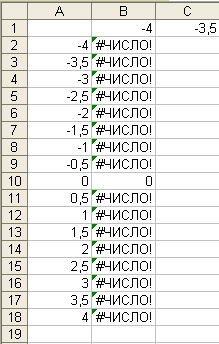 A B C
1 -4 -3,5
2 -4 #ЧИСЛО!
3 -3,5 #ЧИСЛО!
4 -3 #ЧИСЛО!
5 -2,5 #ЧИСЛО!
6 -2 #ЧИСЛО!
7 -1,5 #ЧИСЛО!
8 -1 #ЧИСЛО!
9 -0,5 #ЧИСЛО!
10 0 0
11 0,5 #ЧИСЛО!
12 1 #ЧИСЛО!
13 1,5 #ЧИСЛО!
14 2 #ЧИСЛО!
15 2,5 #ЧИСЛО!
16 3 #ЧИСЛО!
17 3,5 #ЧИСЛО!
18 4 #ЧИСЛО!
19